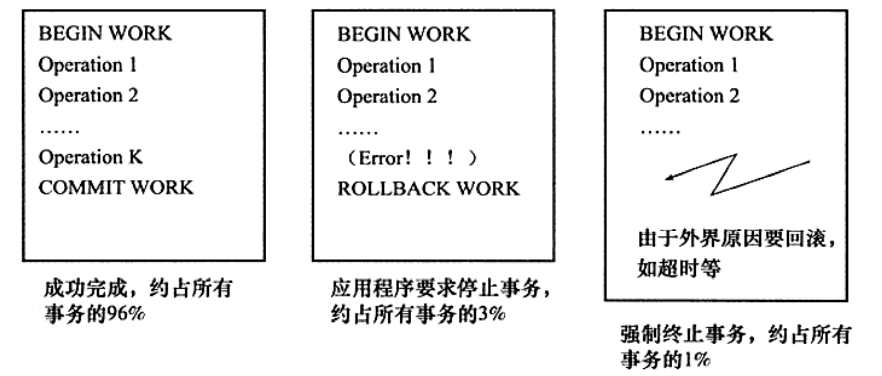 BEGIN WORK
Operation 1
Operation 2
……
Operation K
COMMIT WORK
成功完成，约占所有
事务的96%
BEGIN WORK
Operation 1
Operation 2
……
（Error！！！）
ROLLBACK WORK
应用程序要求停止事务，
约占所有事务的3%
BEGIN WORK
Operation 1
Operation 2
……
由于外界原因要回滚，
如超时等
强制终止事务，约占所有
事务的1%